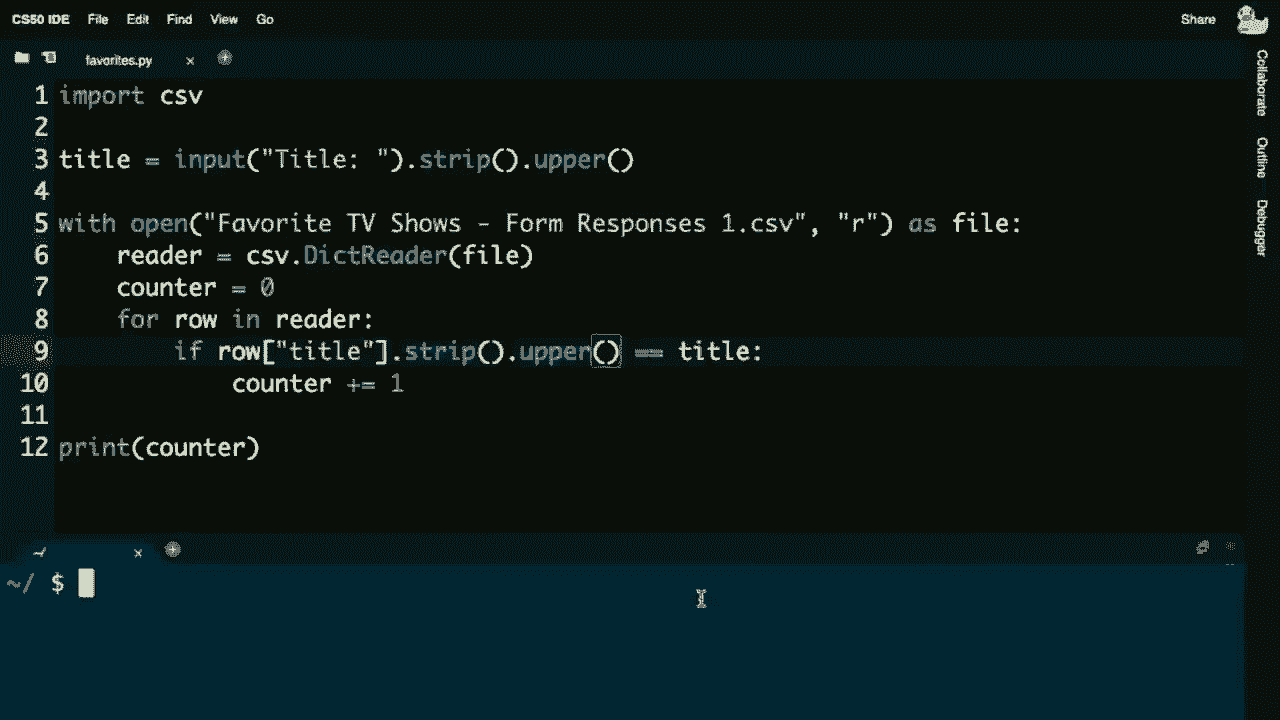 CS50 IDE File Edit Find View Go Share
favorites.py ×
1 import csv
2
3 title = input("Title: ").strip().upper()
4
5 with open("Favorite TV Shows - Form Responses 1.csv", "r") as file:
6     reader = csv.DictReader(file)
7     counter = 0
8     for row in reader:
9         if row["title"].strip().upper() == title:
10             counter += 1
11
12 print(counter)
~/ $
Collaborate
Outline
Debugger